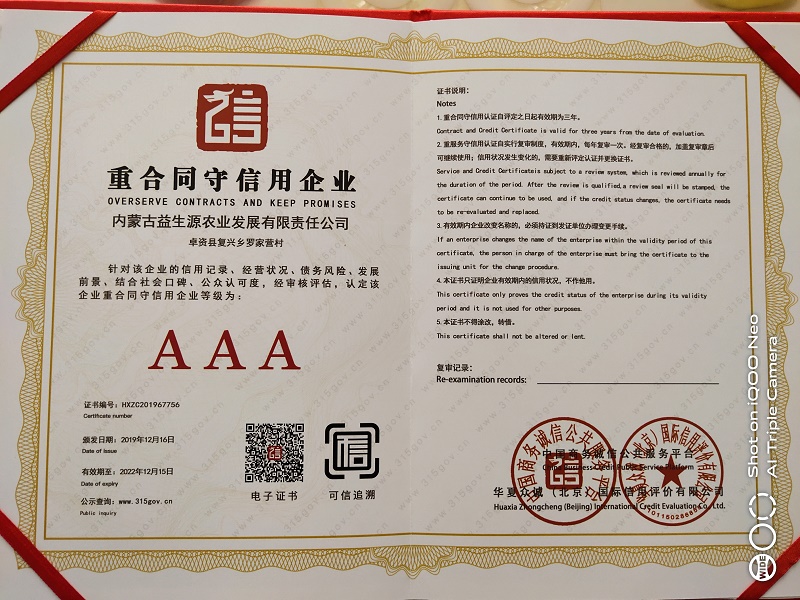 重合同守信用企业
OVERSERVE CONTRACTS AND KEEP PROMISES
内蒙古益生源农业发展有限责任公司
卓资县复兴乡罗家营村
针对该企业的信用记录、经营状况、债务风险、发展
前景、结合社会口碑、公众认可度，经审核评估，认定该
企业重合同守信用企业等级为：
AAA
证书编号：HXZC201967756
Certificate number
颁发日期：2019年12月16日
Date of issue
有效期至：2022年12月15日
Date of expiry
公示查询：www.315gov.cn
Public inquiry
电子证书
可信追溯
证书说明：
Notes
1. 重合同守信用认证自评定之日起有效期为三年。
Contract and Credit Certificate is valid for three years from the date of evaluation.
2. 重服务守信用认证自实行复审制度，有效期内，每年复审一次。经复审合格的，加盖复审章后
可继续使用；信用状况发生变化的，需要重新评定认证并更换证书。
Service and Credit Certificateis subject to a review system, which is reviewed annually for
the duration of the period. After the review is qualified,a review seal will be stamped, the
certificate can continue to be used, and if the credit status changes, the certificate needs
to be re-evaluated and replaced.
3. 有效期内企业改变名称的，必须持证到发证单位办理变更手续。
If an enterprise changes the name of the enterprise within the validity period of this
certificate, the person in charge of the enterprise must bring the certificate to the
issuing unit for the change procedure.
4. 本证书只证明企业有效期内的信用状况，不作他用。
This certificate only proves the credit status of the enterprise during its validity
period and it is not used for other purposes.
5. 本证书不得涂改，转借。
This certificate shall not be altered or lent.
复审记录：
Re-examination records:
中国商务诚信公共服务平台
China Business Credit Public Service Platform
华夏众诚（北京）国际信用评价有限公司
Huaxia Zhongcheng (Beijing) International Credit Evaluation Co., Ltd.
Shot on iQOO Neo
AI Triple Camera
WIDE